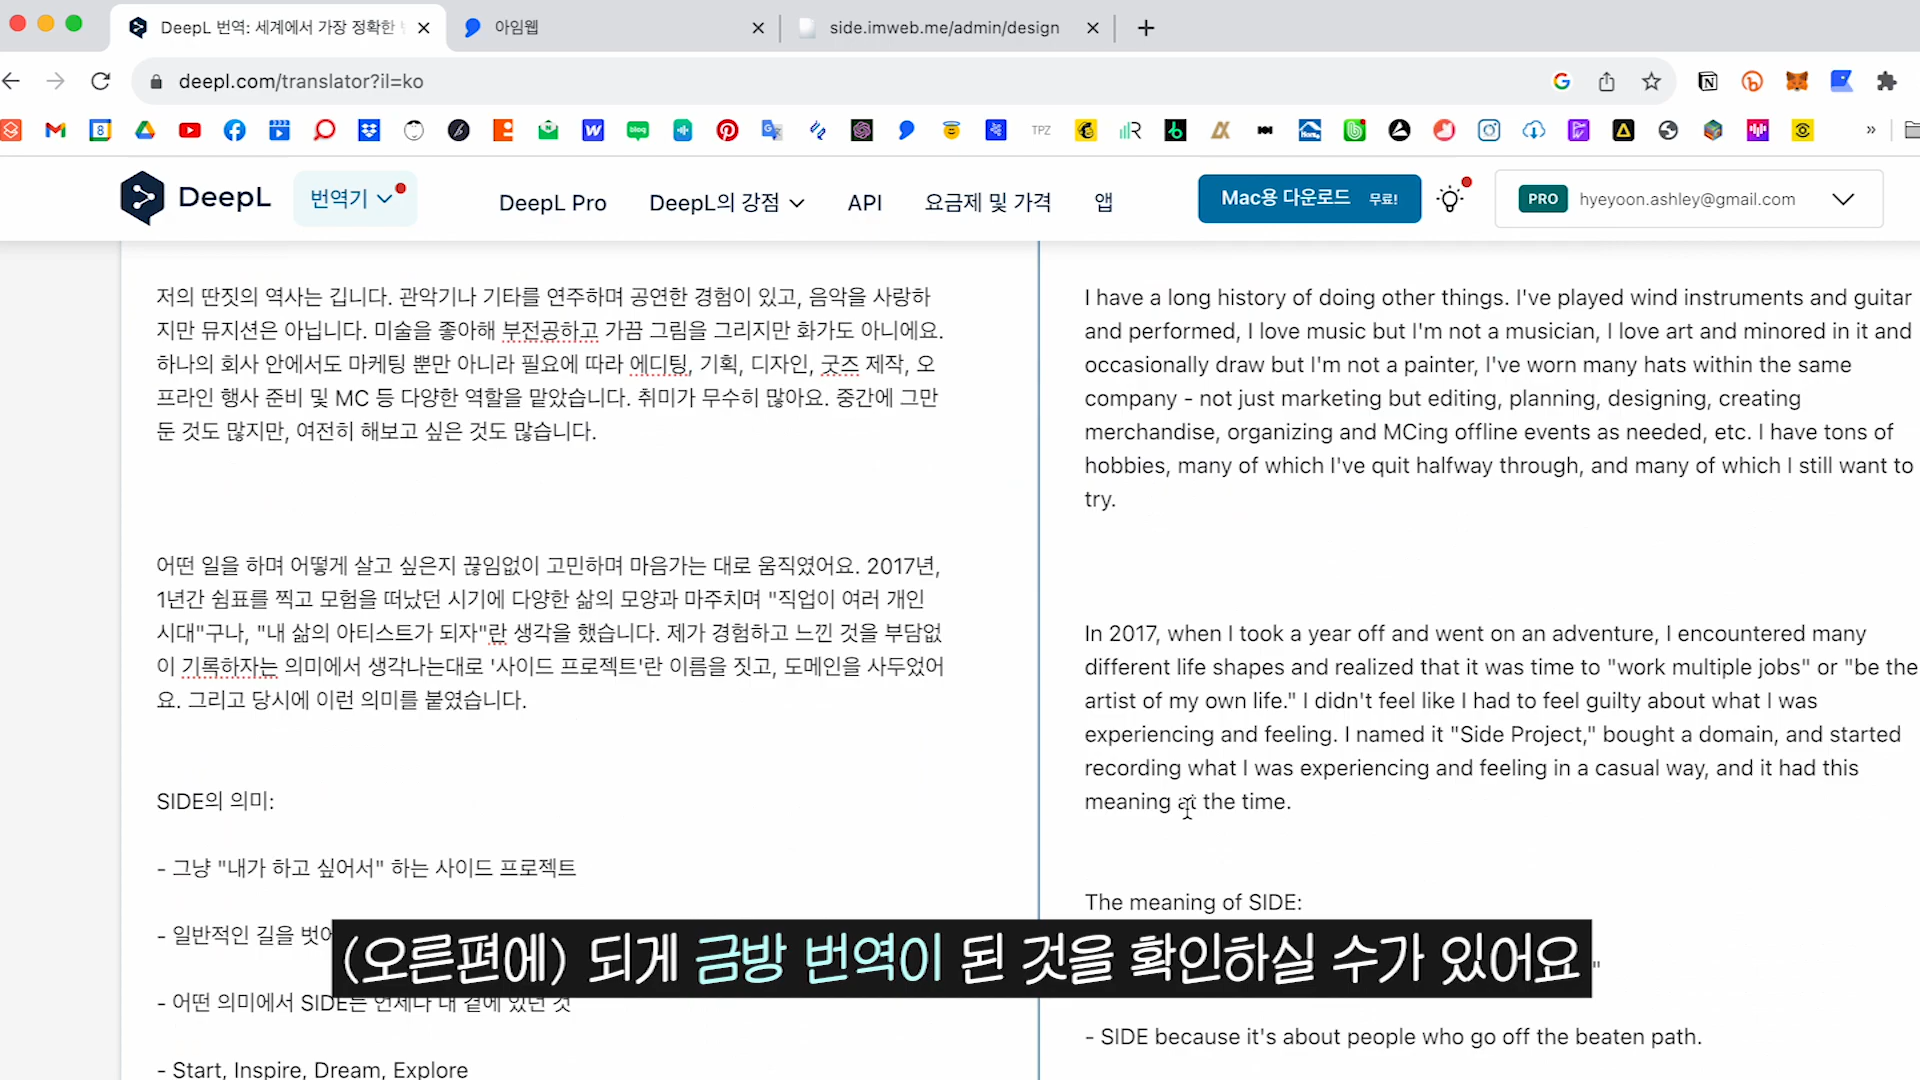 DeepL 번역: 세계에서 가장 정확한
아임웹
side.imweb.me/admin/design
deepl.com/translator?il=ko
TPZ
DeepL
번역기
DeepL Pro
DeepL의 강점
API
요금제 및 가격
앱
Mac용 다운로드 무료!
PRO
hyeyoon.ashley@gmail.com
저의 딴짓의 역사는 깁니다. 관악기나 기타를 연주하며 공연한 경험이 있고, 음악을 사랑하
지만 뮤지션은 아닙니다. 미술을 좋아해 부전공하고 가끔 그림을 그리지만 화가도 아니에요.
하나의 회사 안에서도 마케팅 뿐만 아니라 필요에 따라 에디팅, 기획, 디자인, 굿즈 제작, 오
프라인 행사 준비 및 MC 등 다양한 역할을 맡았습니다. 취미가 무수히 많아요. 중간에 그만
둔 것도 많지만, 여전히 해보고 싶은 것도 많습니다.
어떤 일을 하며 어떻게 살고 싶은지 끊임없이 고민하며 마음가는 대로 움직였어요. 2017년,
1년간 쉼표를 찍고 모험을 떠났던 시기에 다양한 삶의 모양과 마주치며 "직업이 여러 개인
시대"구나, "내 삶의 아티스트가 되자"란 생각을 했습니다. 제가 경험하고 느낀 것을 부담없
이 기록하자는 의미에서 생각나는대로 '사이드 프로젝트'란 이름을 짓고, 도메인을 사두었어
요. 그리고 당시에 이런 의미를 붙였습니다.
SIDE의 의미:
- 그냥 "내가 하고 싶어서" 하는 사이드 프로젝트
- 일반적인 길을 벗어
- 어떤 의미에서 SIDE는 언제나 내 곁에 있던 것
- Start, Inspire, Dream, Explore
I have a long history of doing other things. I've played wind instruments and guitar
and performed, I love music but I'm not a musician, I love art and minored in it and
occasionally draw but I'm not a painter, I've worn many hats within the same
company - not just marketing but editing, planning, designing, creating
merchandise, organizing and MCing offline events as needed, etc. I have tons of
hobbies, many of which I've quit halfway through, and many of which I still want to
try.
In 2017, when I took a year off and went on an adventure, I encountered many
different life shapes and realized that it was time to "work multiple jobs" or "be the
artist of my own life." I didn't feel like I had to feel guilty about what I was
experiencing and feeling. I named it "Side Project," bought a domain, and started
recording what I was experiencing and feeling in a casual way, and it had this
meaning at the time.
The meaning of SIDE:
"
- SIDE because it's about people who go off the beaten path.
(오른편에) 되게 금방 번역이 된 것을 확인하실 수가 있어요